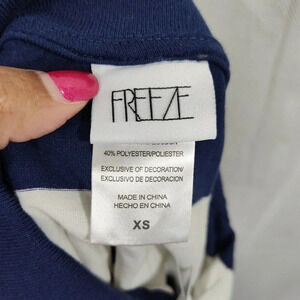 FREEZE
40% POLYESTER/POLIESTER
EXCLUSIVE OF DECORATION/
EXCLUSIVO DE DECORACION
MADE IN CHINA
HECHO EN CHINA
XS